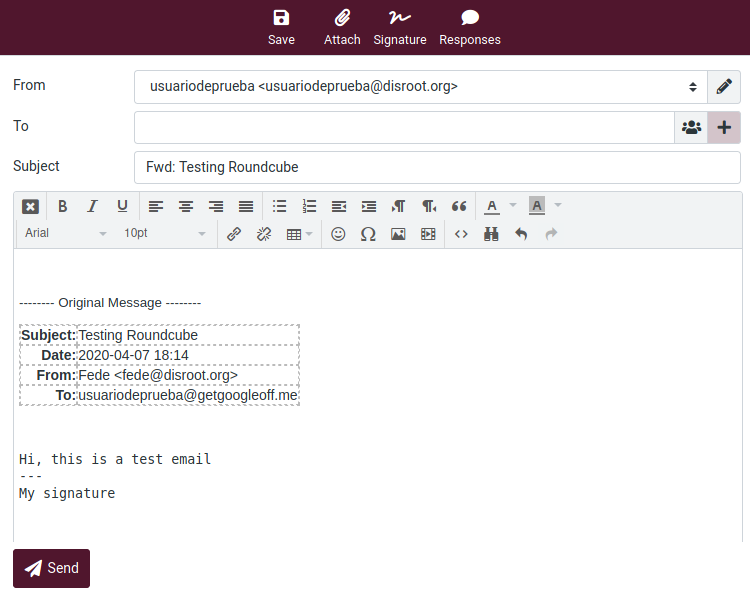 Save Attach Signature Responses
From usuariodeprueba <usuariodeprueba@disroot.org>
To
Subject Fwd: Testing Roundcube
B I U A A
Arial 10pt
-------- Original Message --------
Subject: Testing Roundcube
Date: 2020-04-07 18:14
From: Fede <fede@disroot.org>
To: usuariodeprueba@getgoogleoff.me
Hi, this is a test email
---
My signature
Send